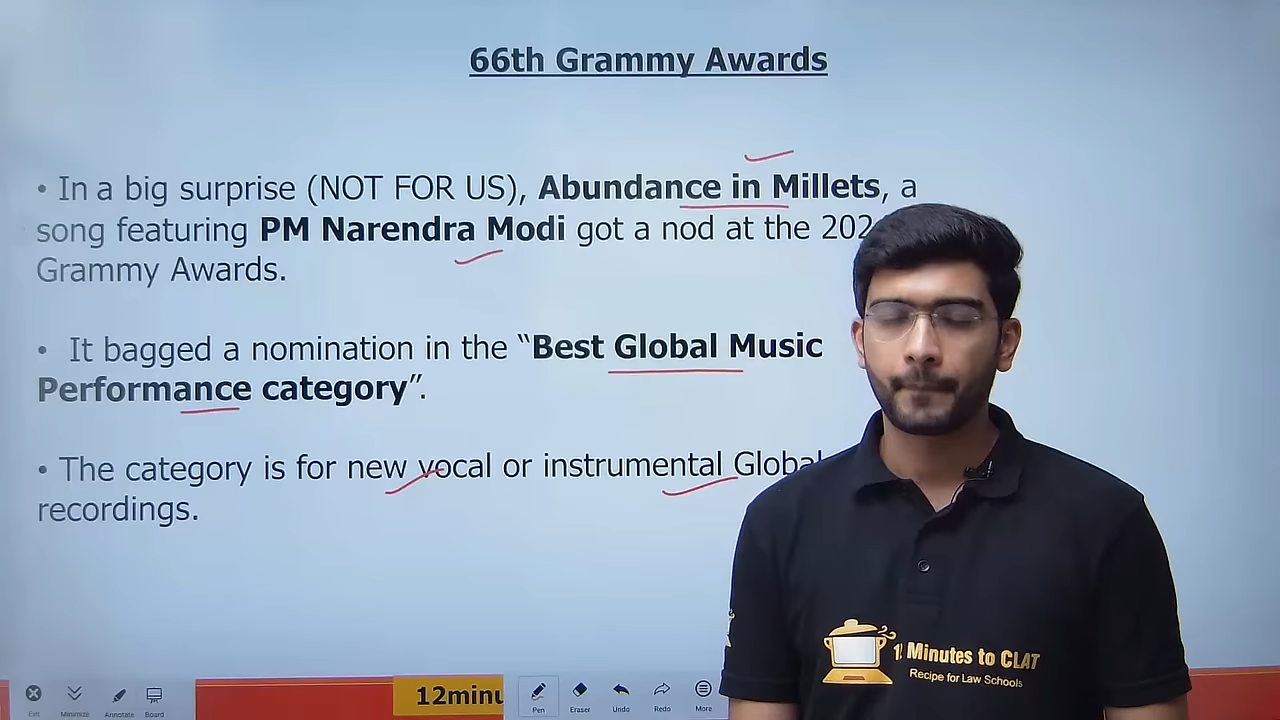 66th Grammy Awards
• In a big surprise (NOT FOR US), Abundance in Millets, a
song featuring PM Narendra Modi got a nod at the
Grammy Awards.
• It bagged a nomination in the “Best Global Music
Performance category”.
• The category is for new vocal or instrumental Global
recordings.
Minutes to CLAT
Recipe for Law Schools
Exit Minimize Annotate Board
Pen Eraser Undo Redo More